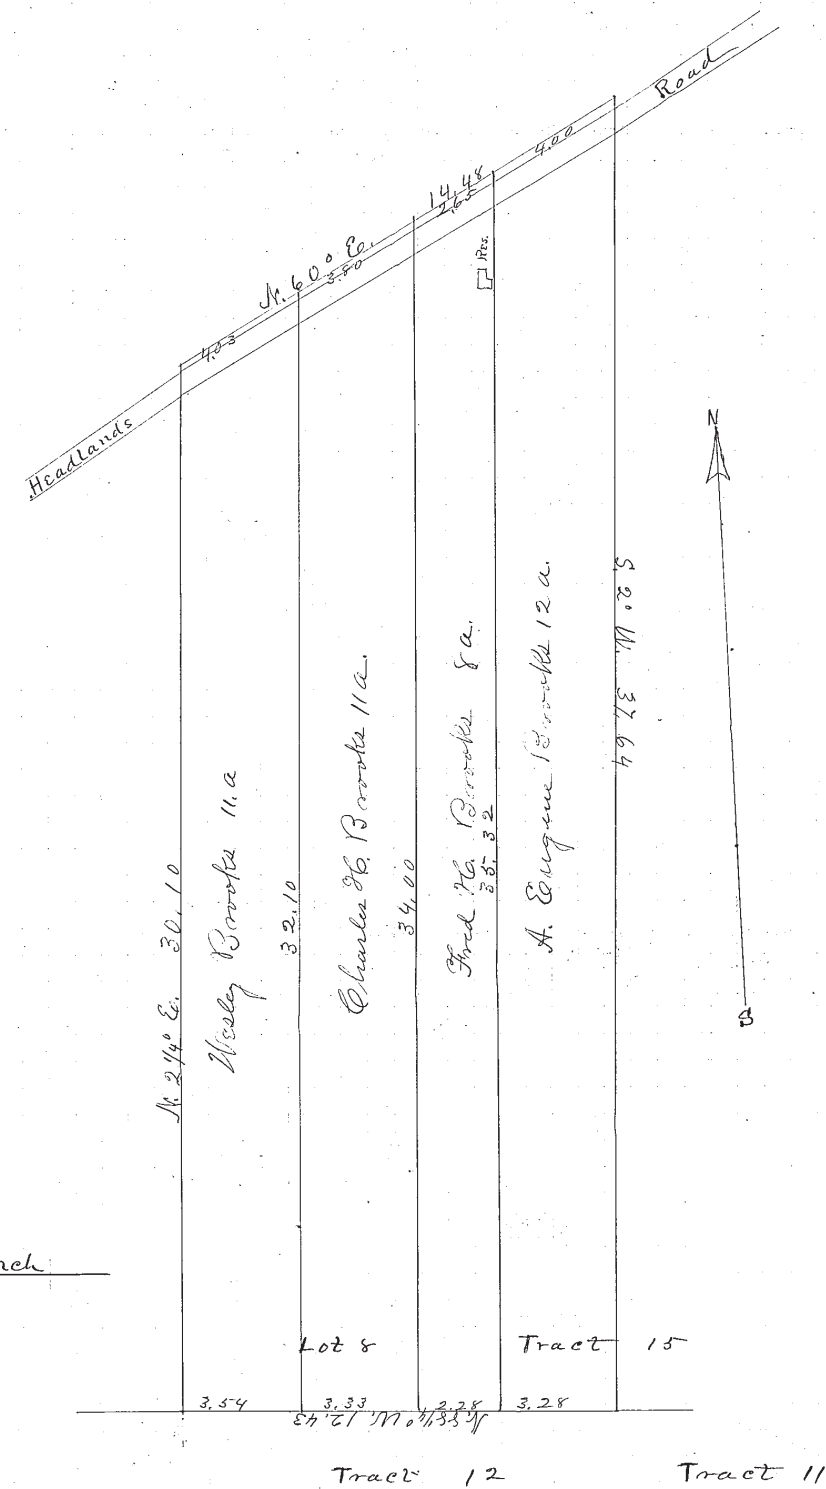 Road
4.00
14.48
2.65
Res.
N. 60° E.
3.80
4.03
Headlands
N
S
S. 2° W. 37.64
A. Eugene Brooks 12 a.
Fred H. Brooks 8 a.
35.32
Charles H. Brooks 11 a.
34.00
32.10
Wesley Brooks 11. a
N. 2 1/4° E. 30.10
Lot 8 Tract 15
3.54 3.33 2.28 3.28
N. 88 1/4° W. 12.43
Tract 12 Tract 11